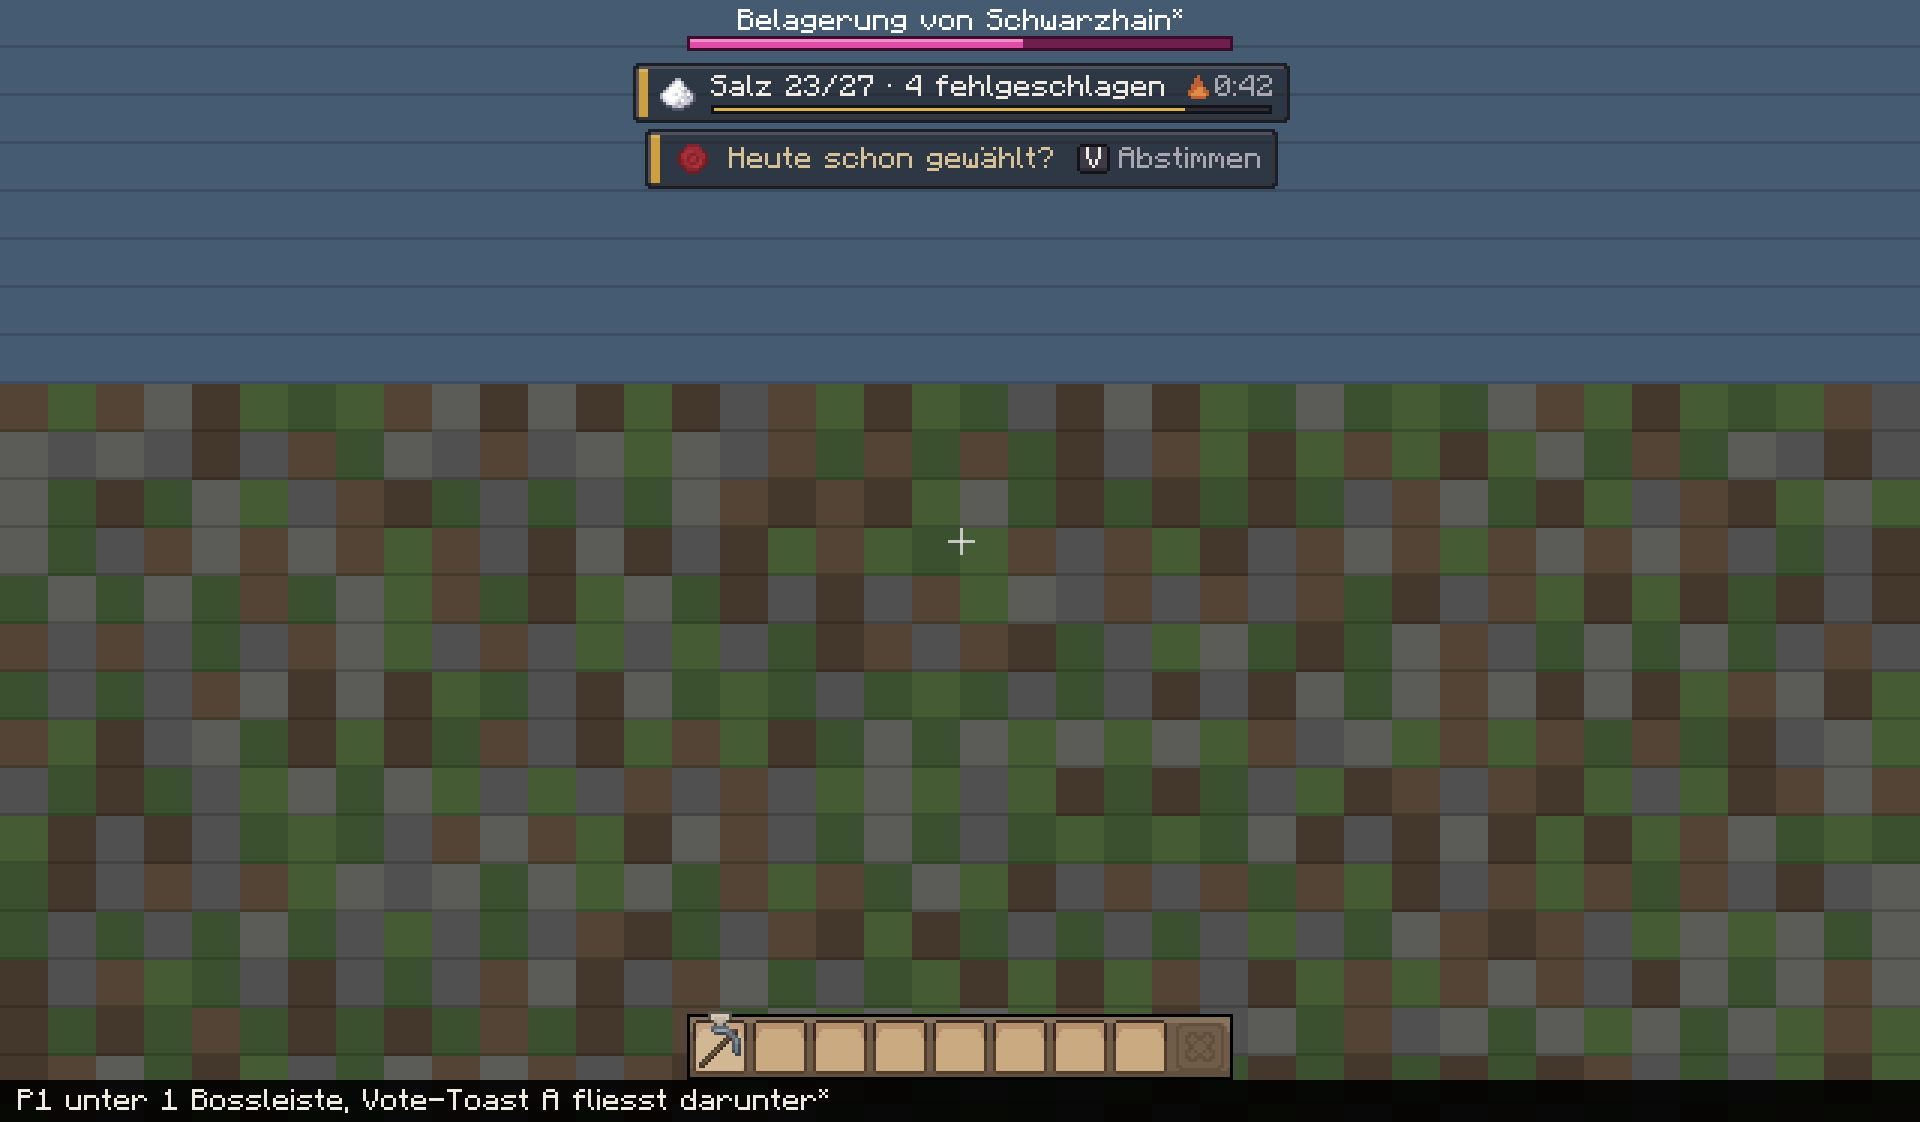 Belagerung von Schwarzhain*
Salz 23/27 · 4 fehlgeschlagen 0:42
Heute schon gewählt? V Abstimmen
P1 unter 1 Bossleiste, Vote-Toast A fliesst darunter*